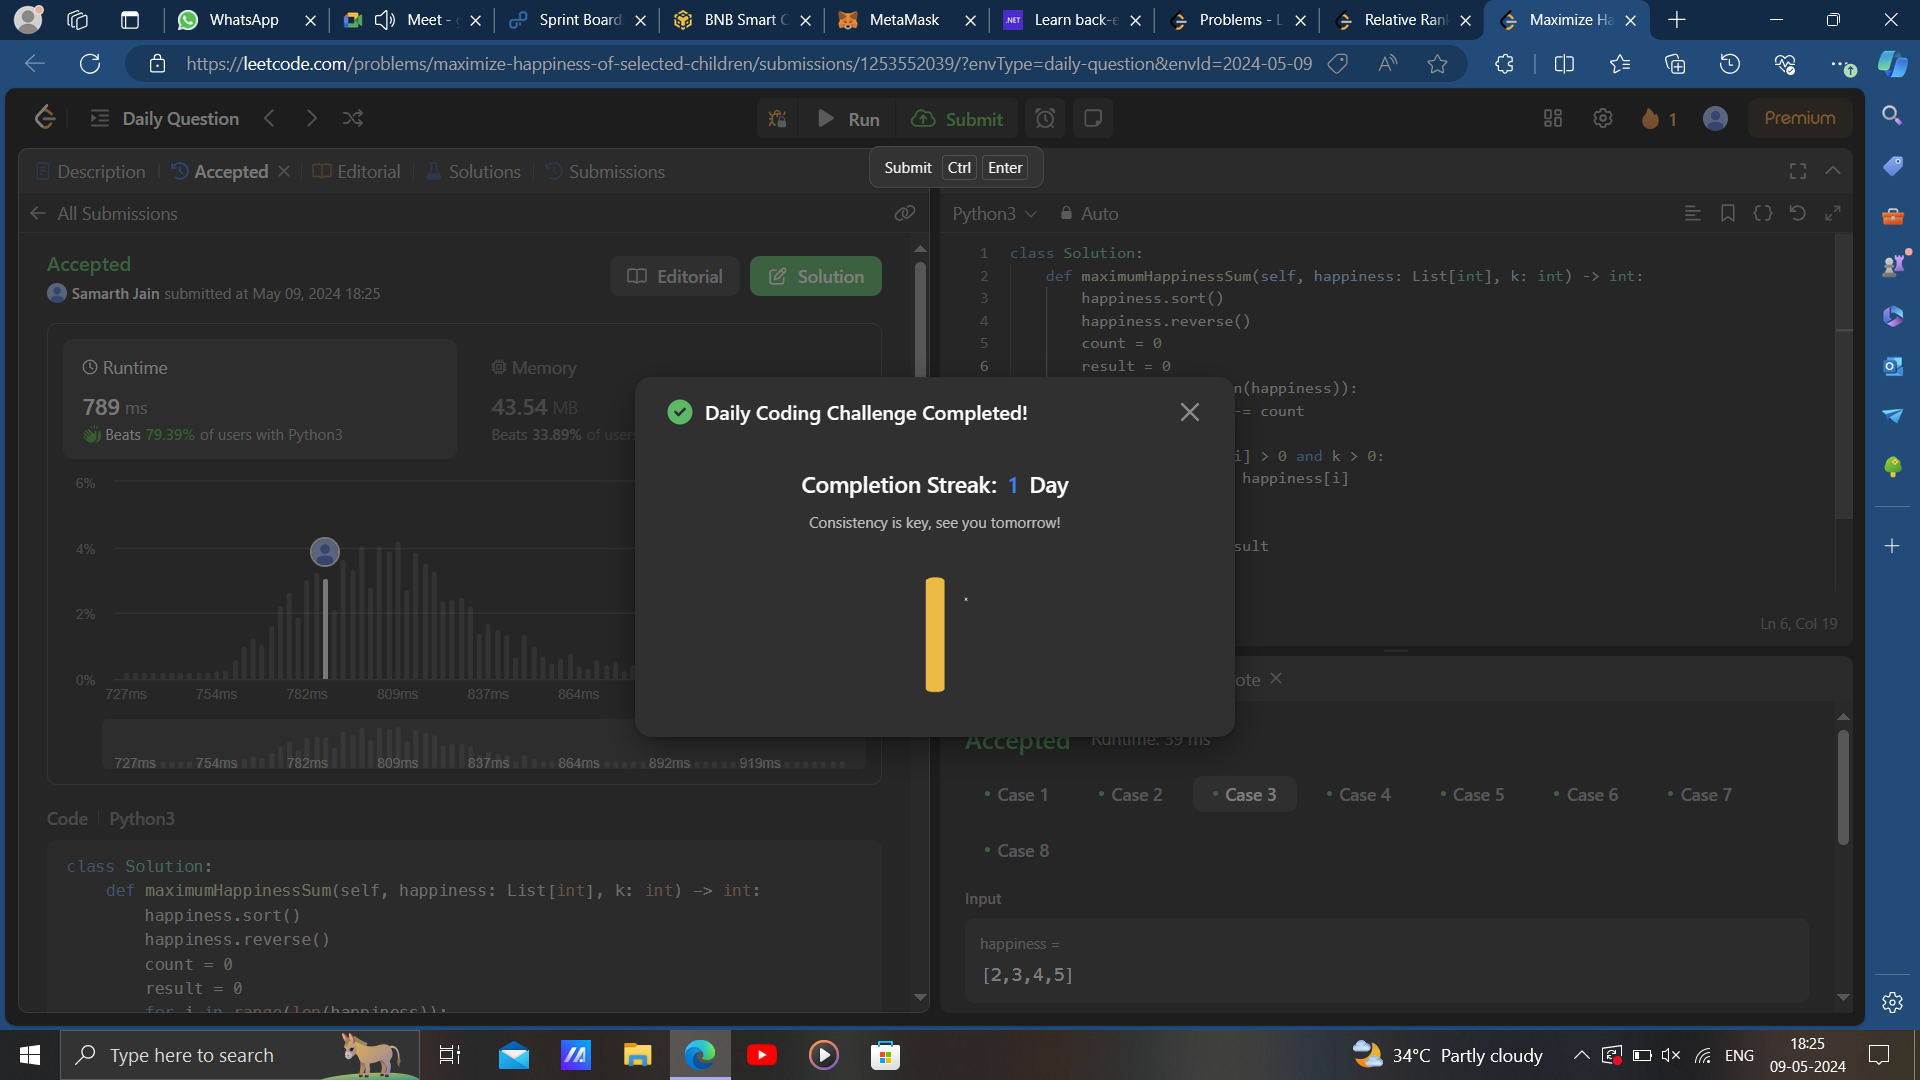 WhatsApp
Meet -
Sprint Board
BNB Smart C
MetaMask
Learn back-e
Problems - L
Relative Ran
Maximize Ha
https://leetcode.com/problems/maximize-happiness-of-selected-children/submissions/1253552039/?envType=daily-question&envId=2024-05-09
Daily Question
Run
Submit
1
Premium
Description
Accepted
Editorial
Solutions
Submissions
Submit Ctrl Enter
All Submissions
Python3
Auto
Accepted
Samarth Jain submitted at May 09, 2024 18:25
Editorial
Solution
Runtime
789 ms
Beats 79.39% of users with Python3
Memory
43.54 MB
Beats 33.89% of users
6%
4%
2%
0%
727ms 754ms 782ms 809ms 837ms 864ms
727ms 754ms 782ms 809ms 837ms 864ms 892ms 919ms
Code
Python3
class Solution:
def maximumHappinessSum(self, happiness: List[int], k: int) -> int:
happiness.sort()
happiness.reverse()
count = 0
result = 0
for i in range(len(happiness)):
1 class Solution:
2 def maximumHappinessSum(self, happiness: List[int], k: int) -> int:
3 happiness.sort()
4 happiness.reverse()
5 count = 0
6 result = 0
n(happiness)):
-= count
i] > 0 and k > 0:
happiness[i]
sult
Ln 6, Col 19
Daily Coding Challenge Completed!
Completion Streak: 1 Day
Consistency is key, see you tomorrow!
ote
Accepted
Runtime: 39 ms
Case 1
Case 2
Case 3
Case 4
Case 5
Case 6
Case 7
Case 8
Input
happiness =
[2,3,4,5]
Type here to search
34°C Partly cloudy
ENG
18:25
09-05-2024